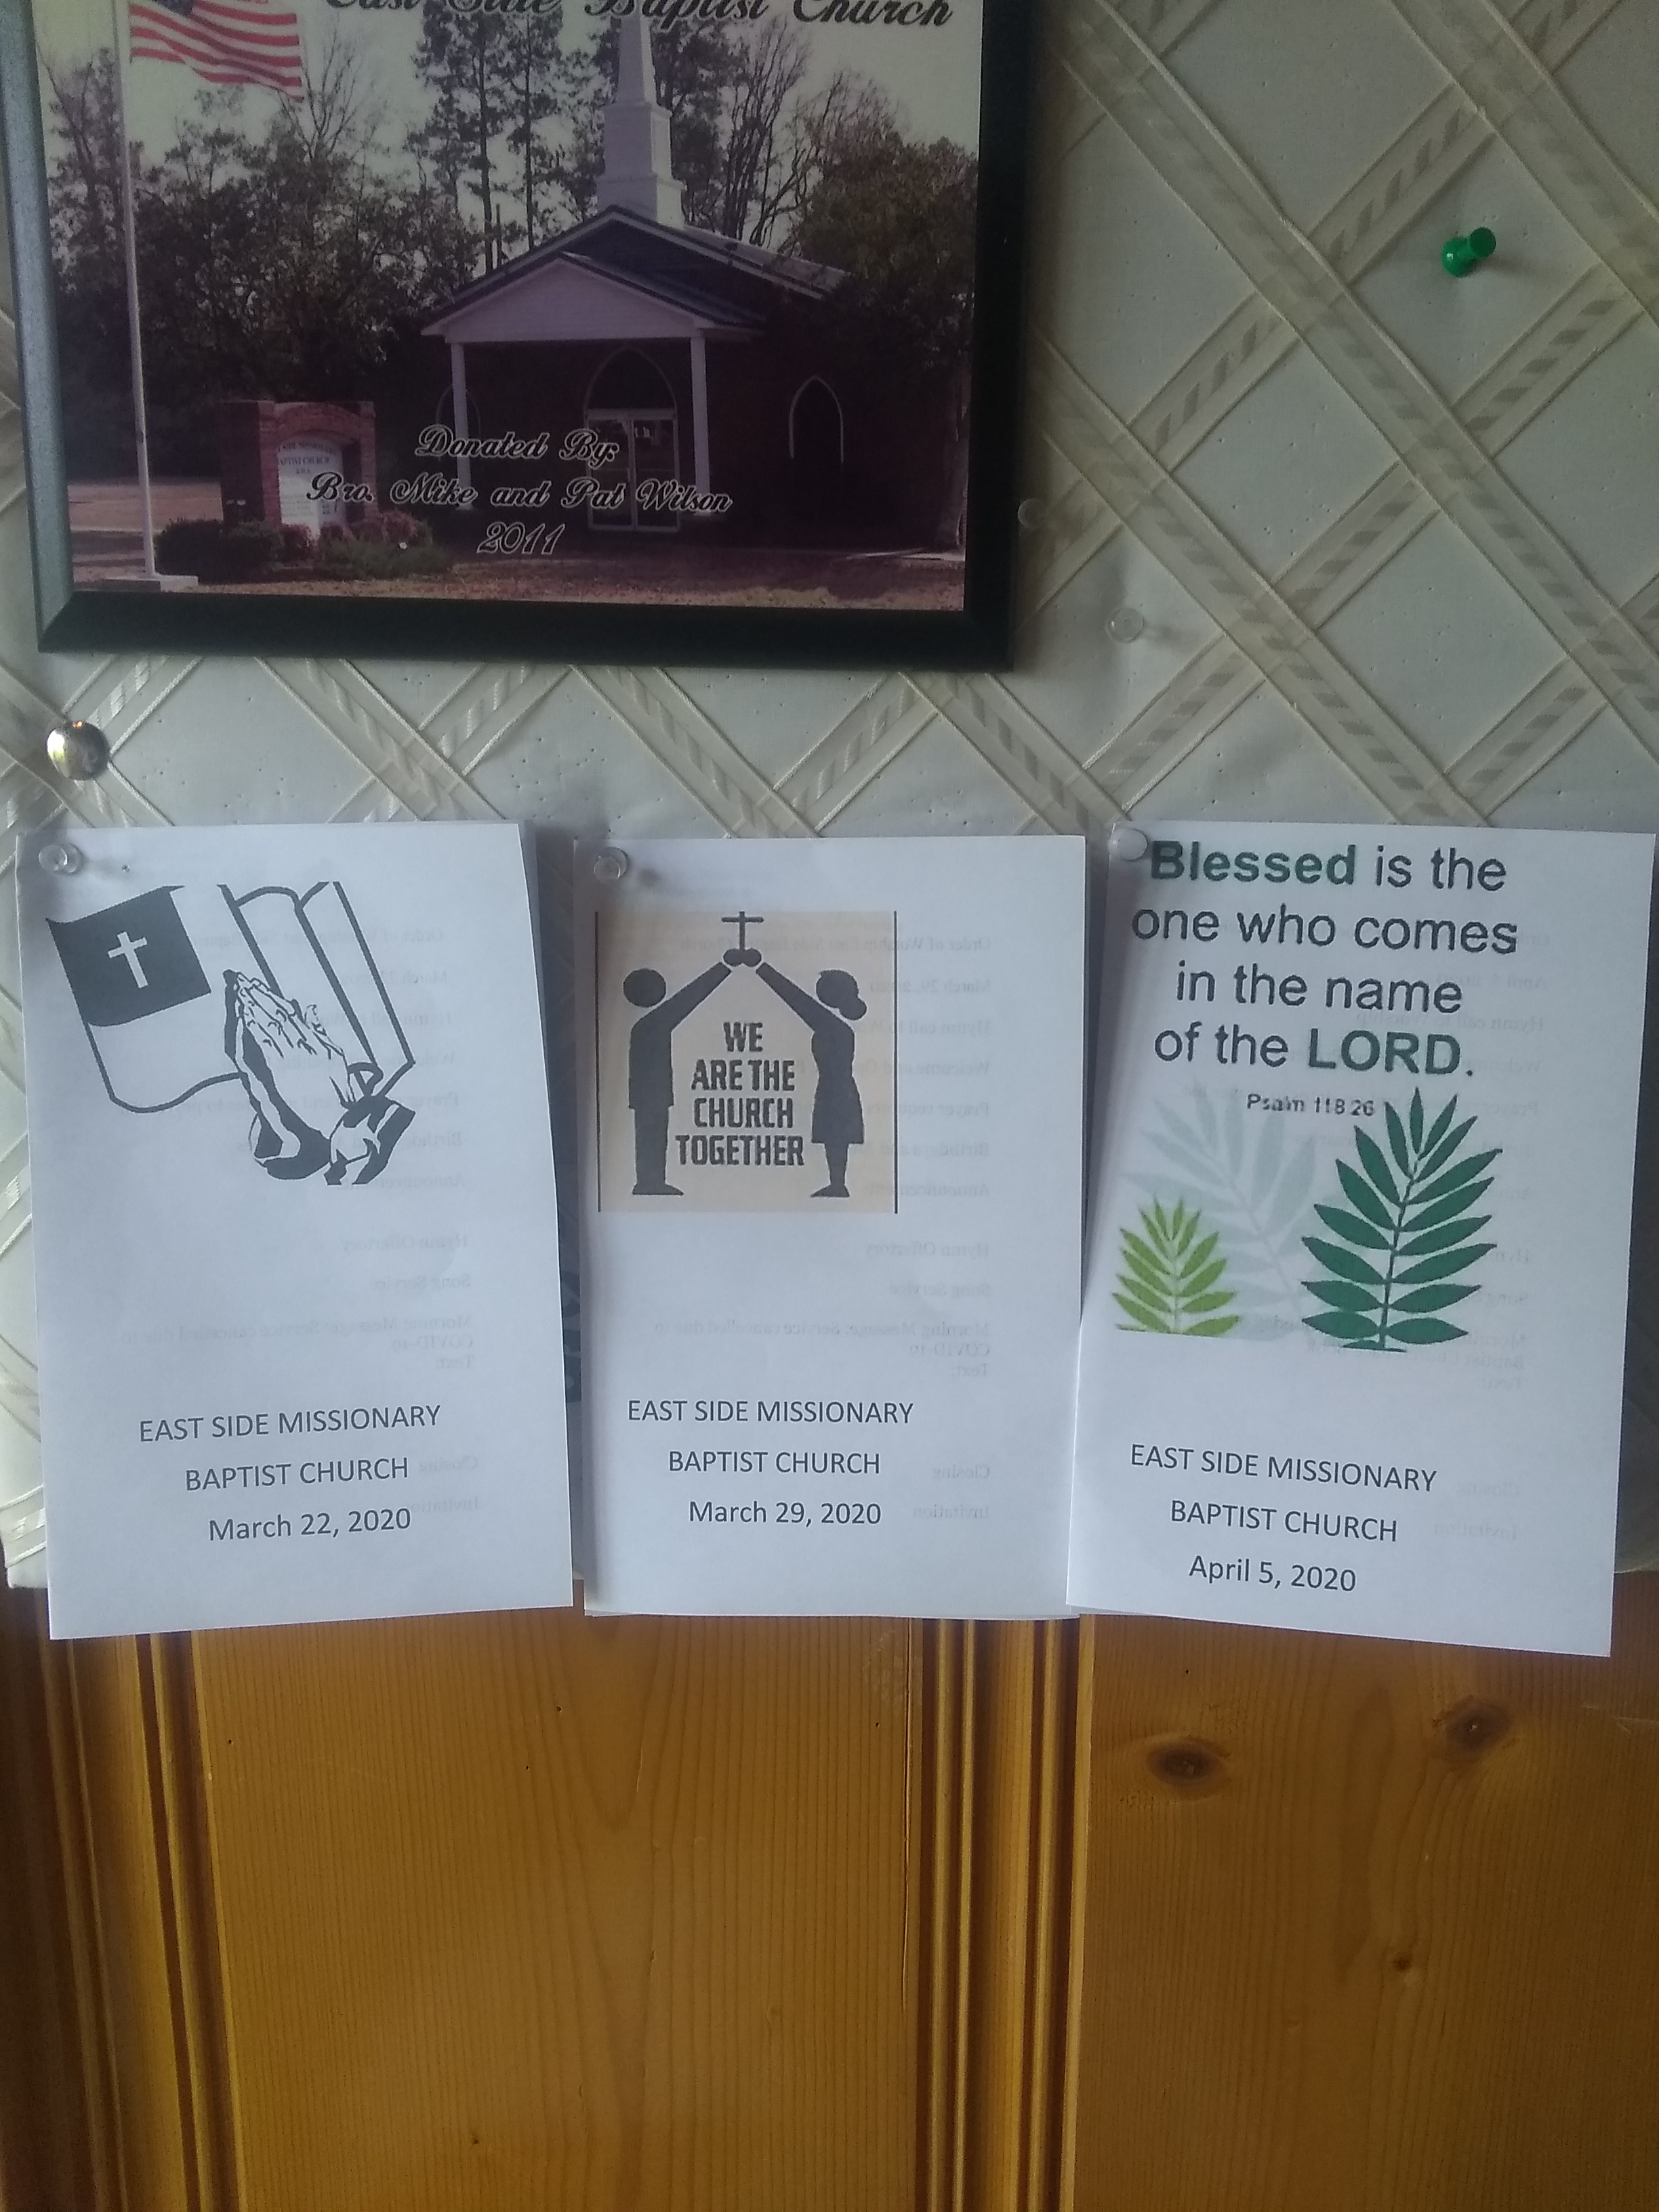 East Side Baptist Church
Donated By:
Bro. Mike and Pat Wilson
2011
BAPTIST CHURCH
EAST SIDE MISSIONARY
BAPTIST CHURCH
March 22, 2020
WE
ARE THE
CHURCH
TOGETHER
EAST SIDE MISSIONARY
BAPTIST CHURCH
March 29, 2020
Blessed is the
one who comes
in the name
of the LORD.
Psalm 118:26
EAST SIDE MISSIONARY
BAPTIST CHURCH
April 5, 2020